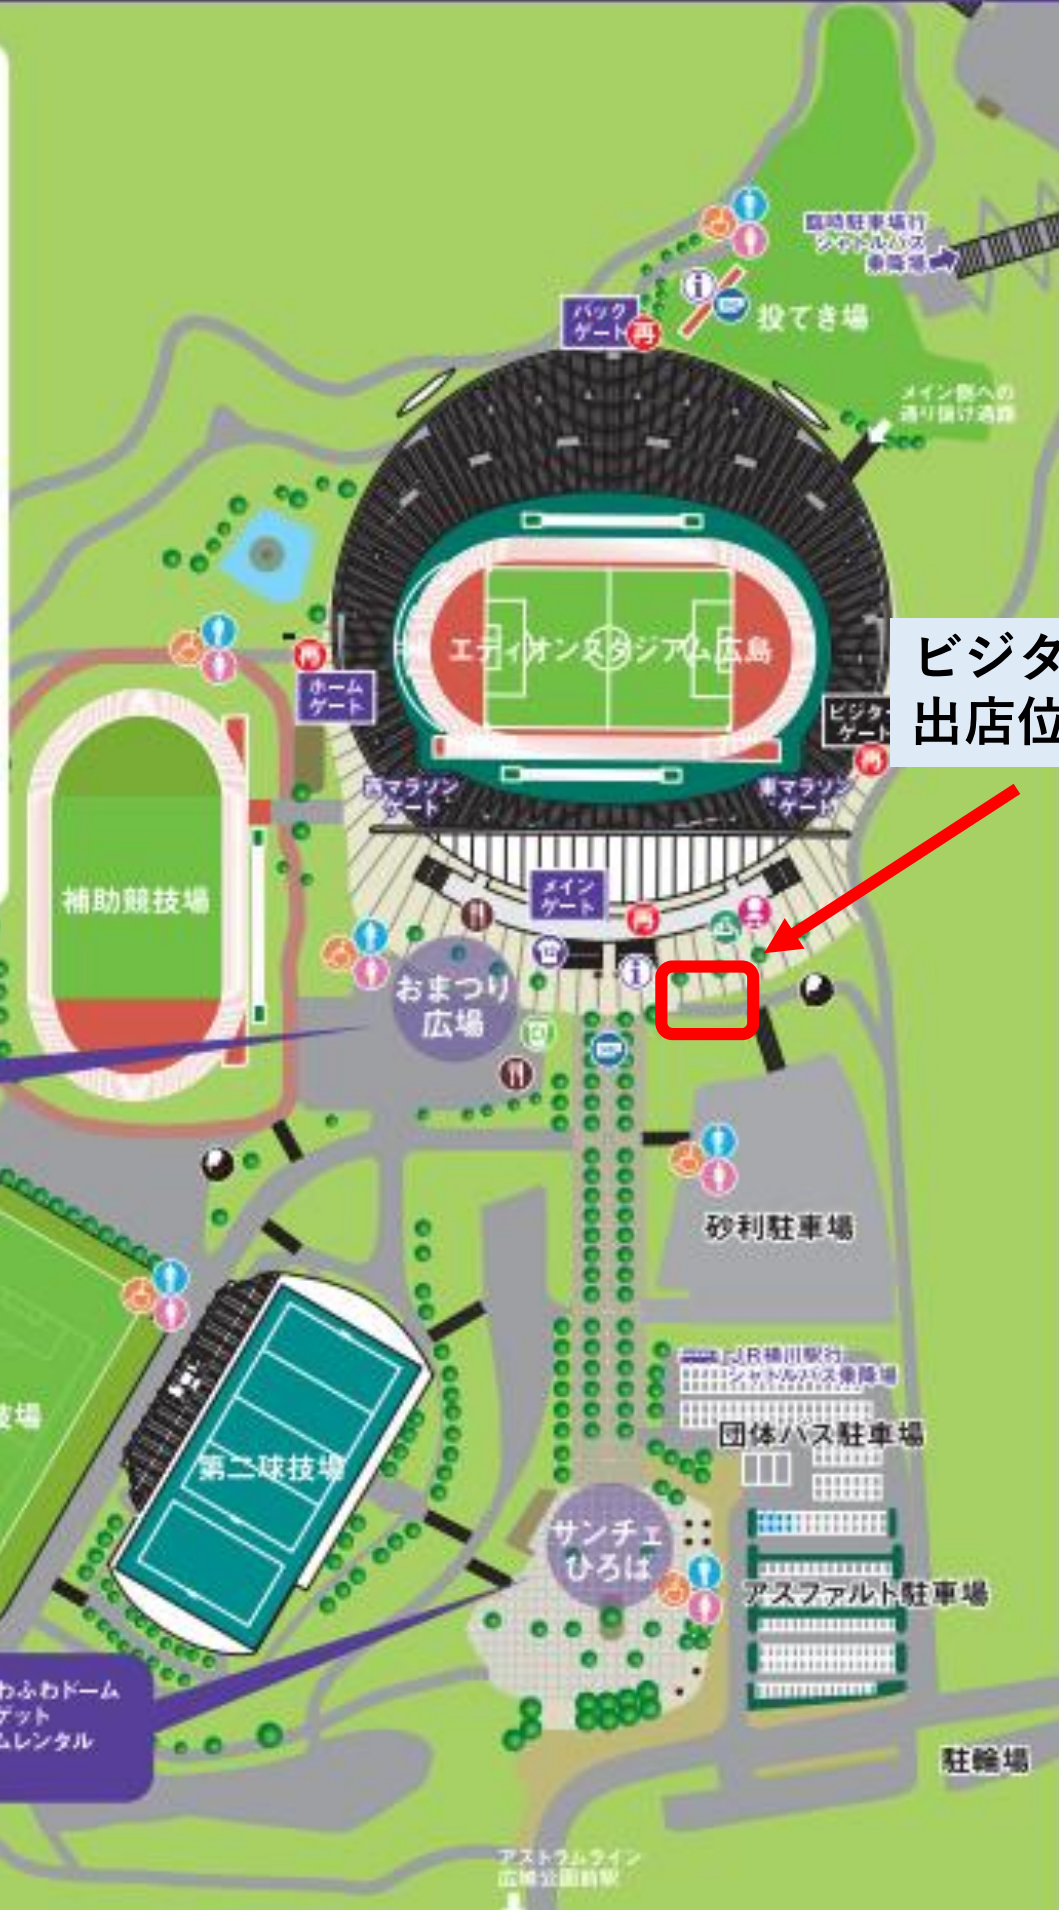 臨時駐車場行
シャトルバス
乗降場
バック
ゲート
再
投てき場
メイン側への
通り抜け通路
エディオンスタジアム広島
再
ホーム
ゲート
ビジタ
出店位
ビジター
ゲート
再
西マラソン
ゲート
東マラソン
ゲート
補助競技場
メイン
ゲート
再
おまつり
広場
砂利駐車場
JR横川駅行
シャトルバス乗降場
技場
団体バス駐車場
第二球技場
サンチェ
ひろば
アスファルト駐車場
わふわドーム
ゲット
ムレンタル
駐輪場
アストラムライン
広域公園前駅